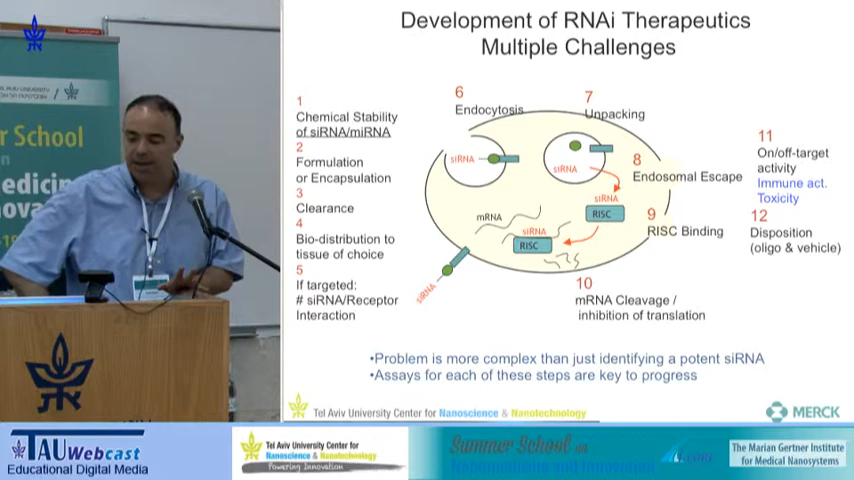 Development of RNAi Therapeutics
Multiple Challenges
1
Chemical Stability
of siRNA/miRNA
2
Formulation
or Encapsulation
3
Clearance
4
Bio-distribution to
tissue of choice
5
If targeted:
# siRNA/Receptor
Interaction
6
Endocytosis
7
Unpacking
siRNA
siRNA
8
Endosomal Escape
siRNA
RISC
9
RISC Binding
mRNA
siRNA
RISC
siRNA
10
mRNA Cleavage /
inhibition of translation
11
On/off-target
activity
Immune act.
Toxicity
12
Disposition
(oligo & vehicle)
•Problem is more complex than just identifying a potent siRNA
•Assays for each of these steps are key to progress
Tel Aviv University Center for Nanoscience & Nanotechnology
MERCK
School
TAU Webcast
Educational Digital Media
Tel Aviv University Center for
Nanoscience & Nanotechnology
Powering Innovation
Summer School on
Nanomedicine and Innovation
The Marian Gertner Institute
for Medical Nanosystems